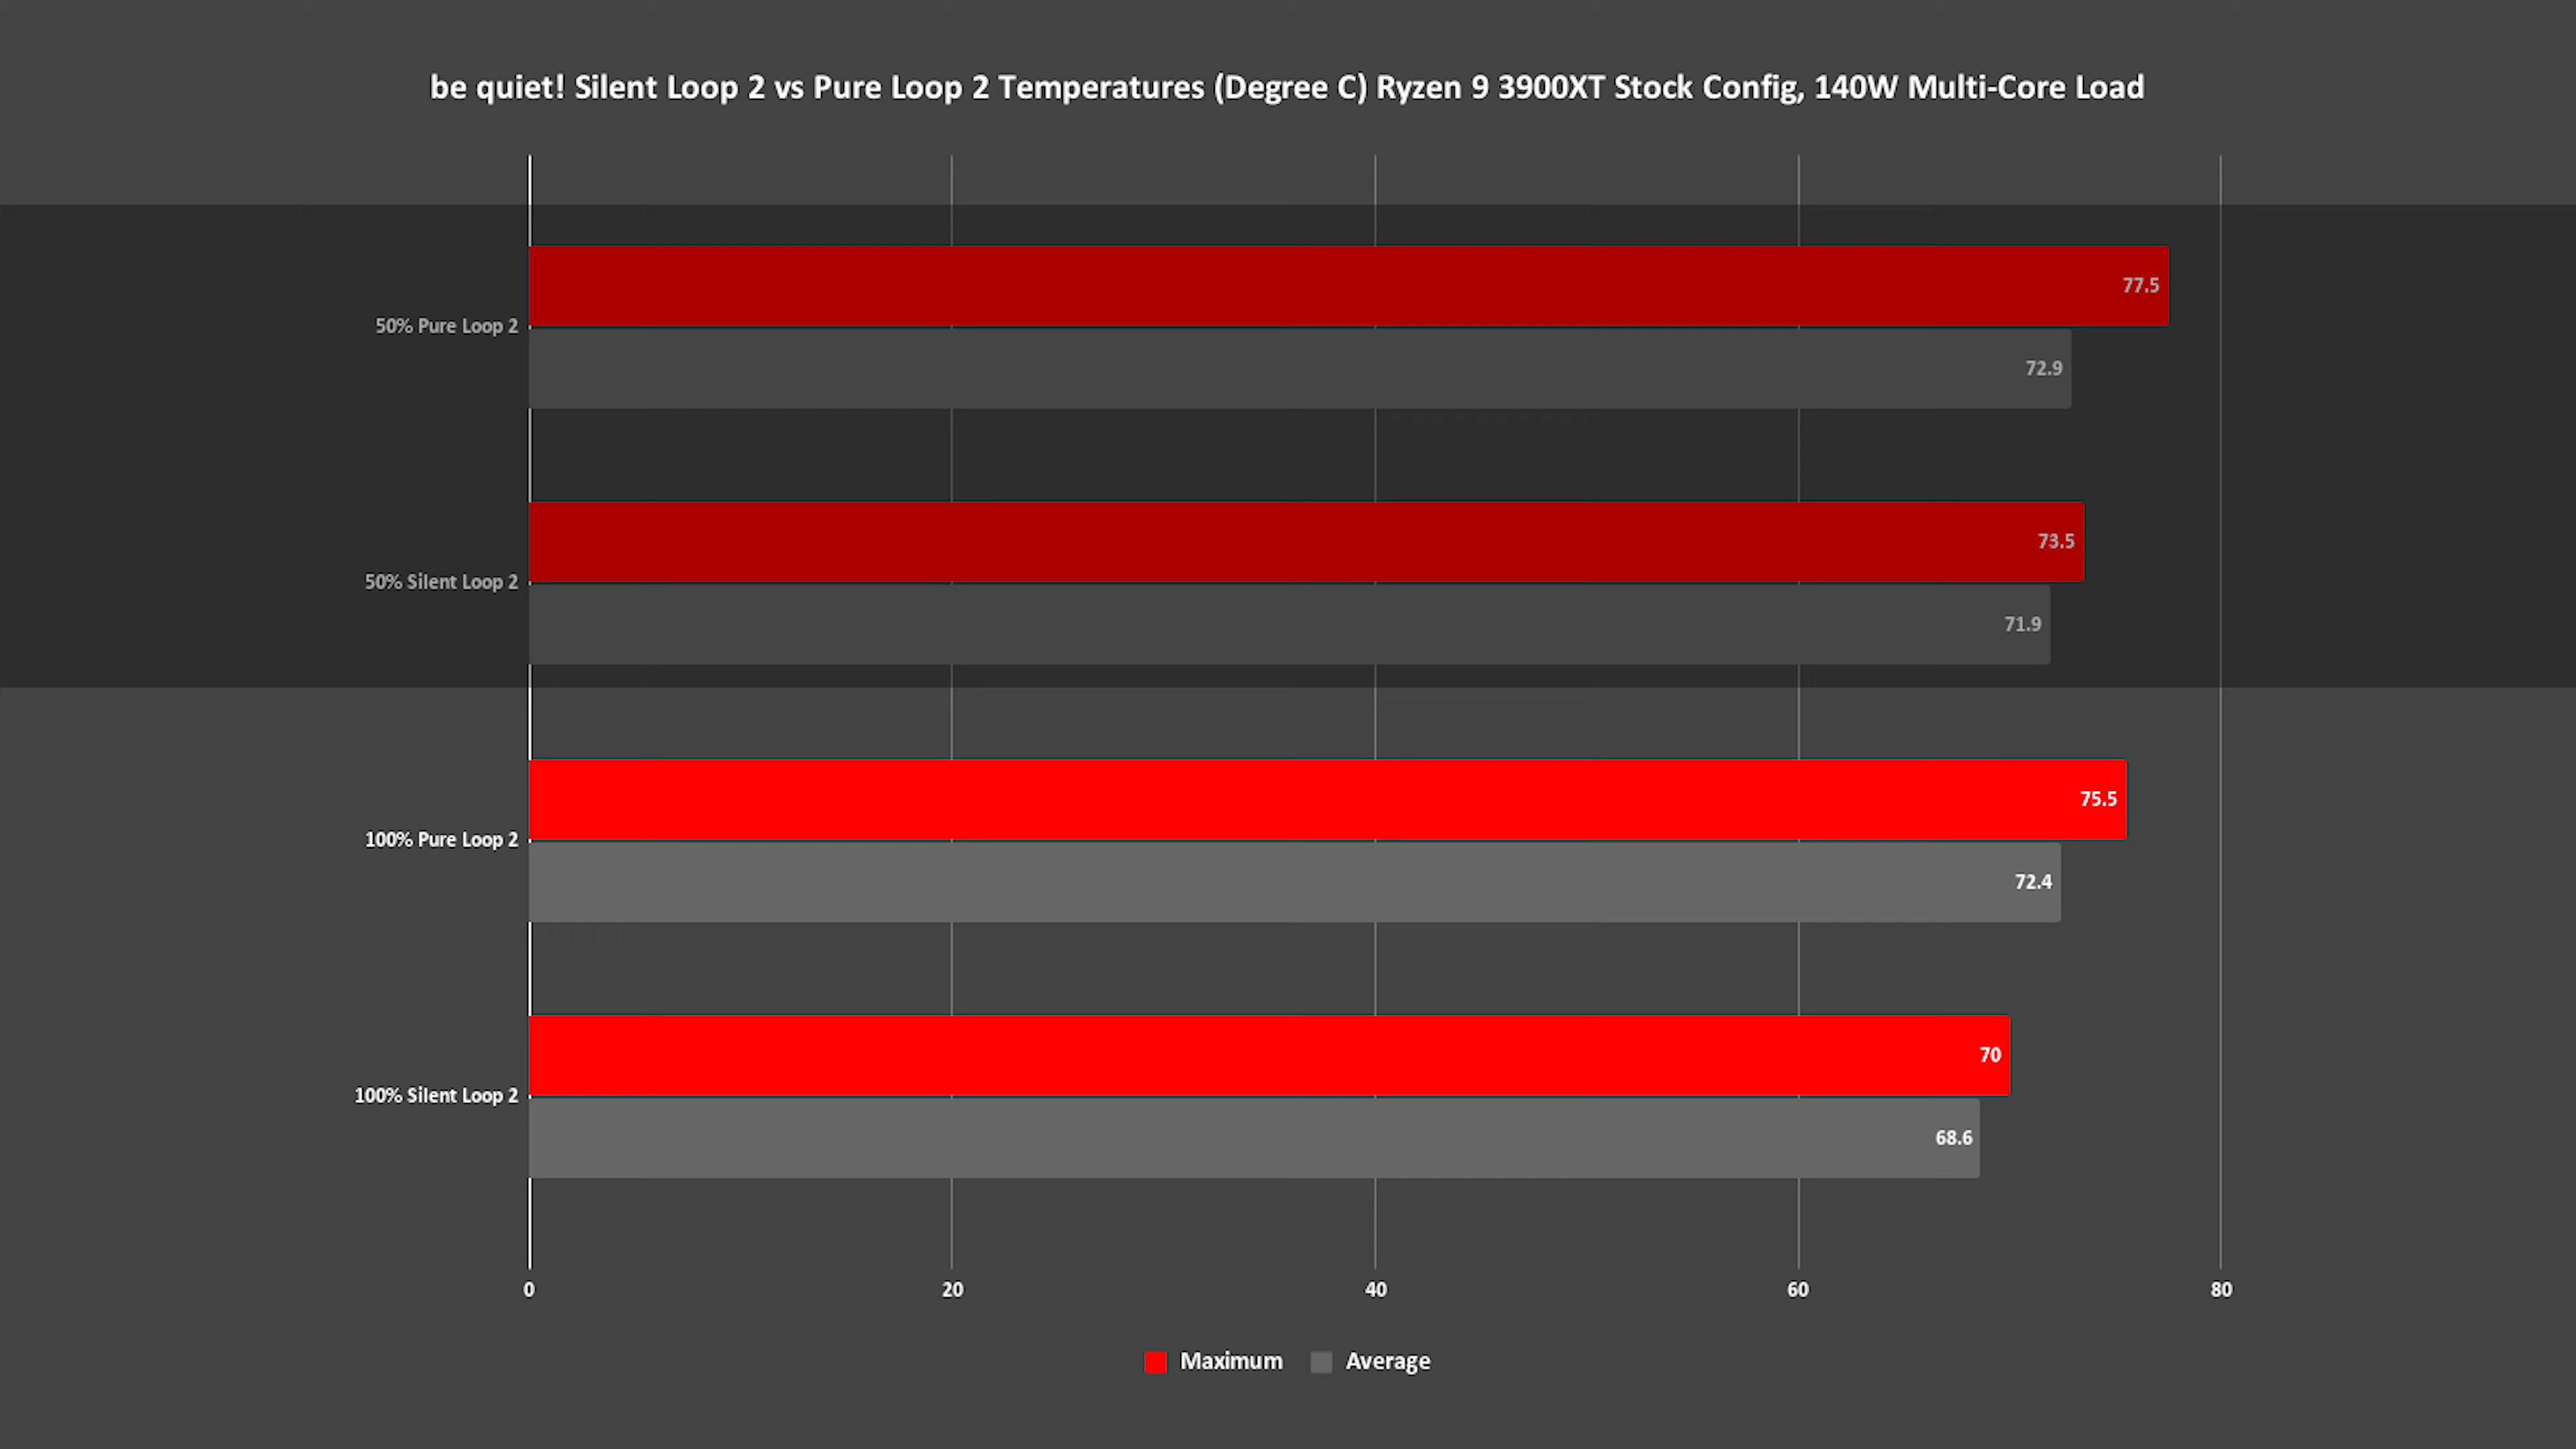 be quiet! Silent Loop 2 vs Pure Loop 2 Temperatures (Degree C) Ryzen 9 3900XT Stock Config, 140W Multi-Core Load
77.5
50% Pure Loop 2
72.9
73.5
50% Silent Loop 2
71.9
75.5
100% Pure Loop 2
72.4
70
100% Silent Loop 2
68.6
0 20 40 60 80
Maximum Average